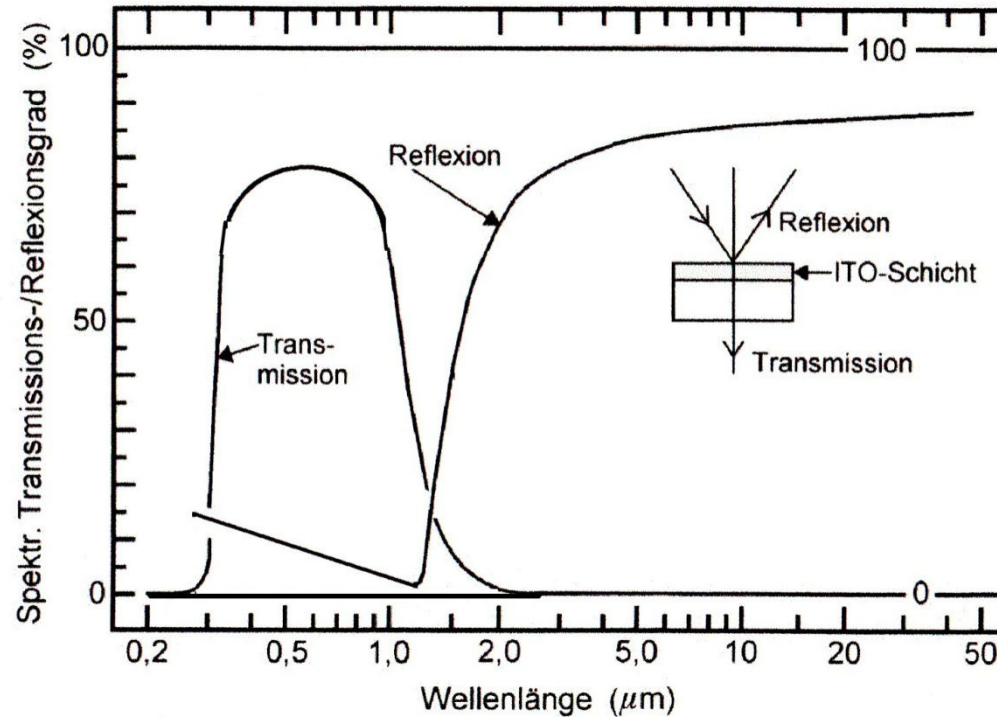 Spektr. Transmissions-/Reflexionsgrad (%)
100
100
Reflexion
Reflexion
ITO-Schicht
50
Trans-
mission
Transmission
0
0
0,2
0,5
1,0
2,0
5,0
10
20
50
Wellenlänge (μm)